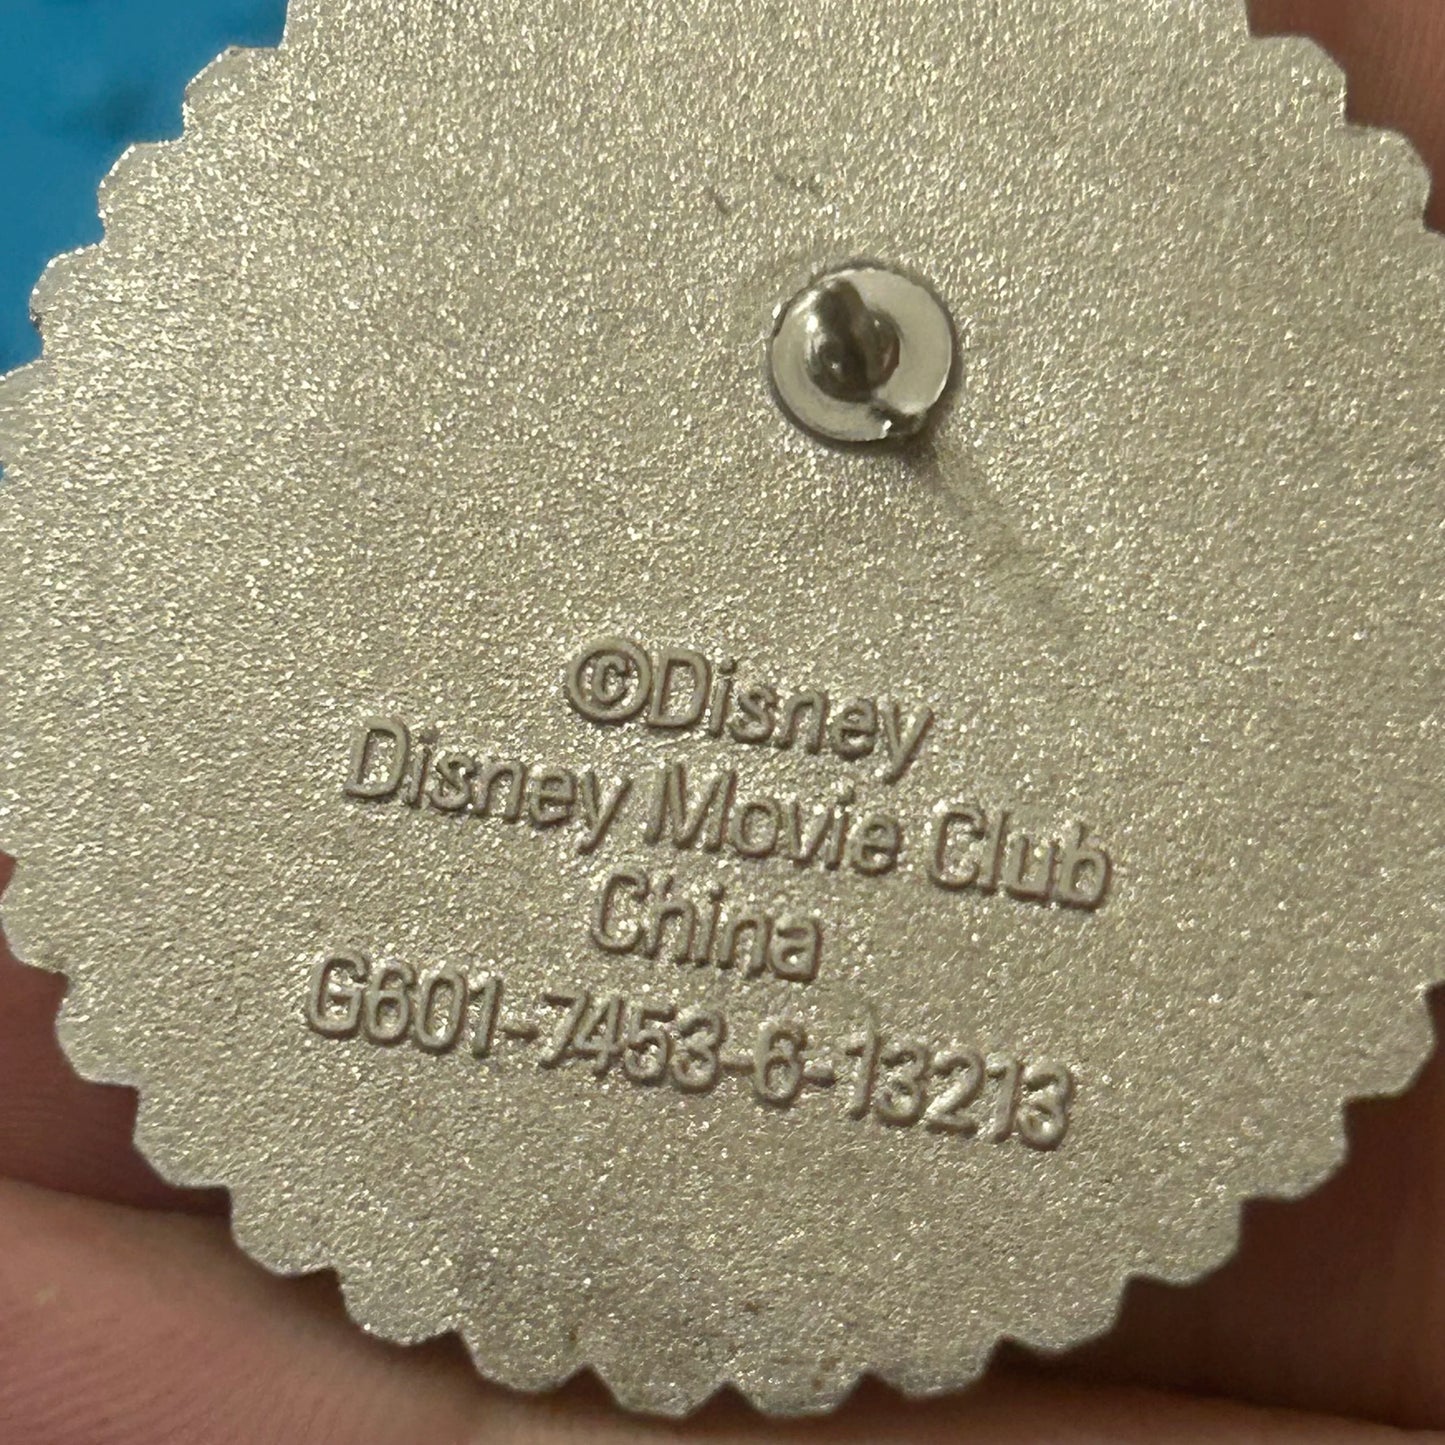 ©Disney
Disney Movie Club
China
G601-7453-6-13213